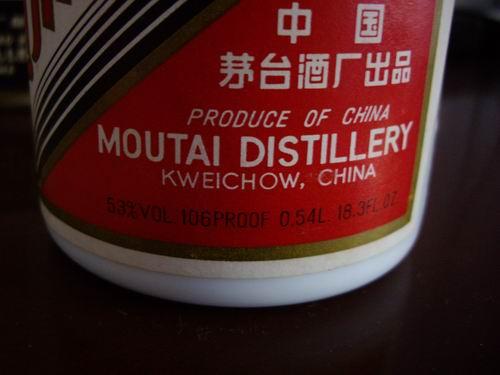 中国
茅台酒厂出品
PRODUCE OF CHINA
MOUTAI DISTILLERY
KWEICHOW, CHINA
53%VOL. 106PROOF 0.54L. 18.3FL.OZ